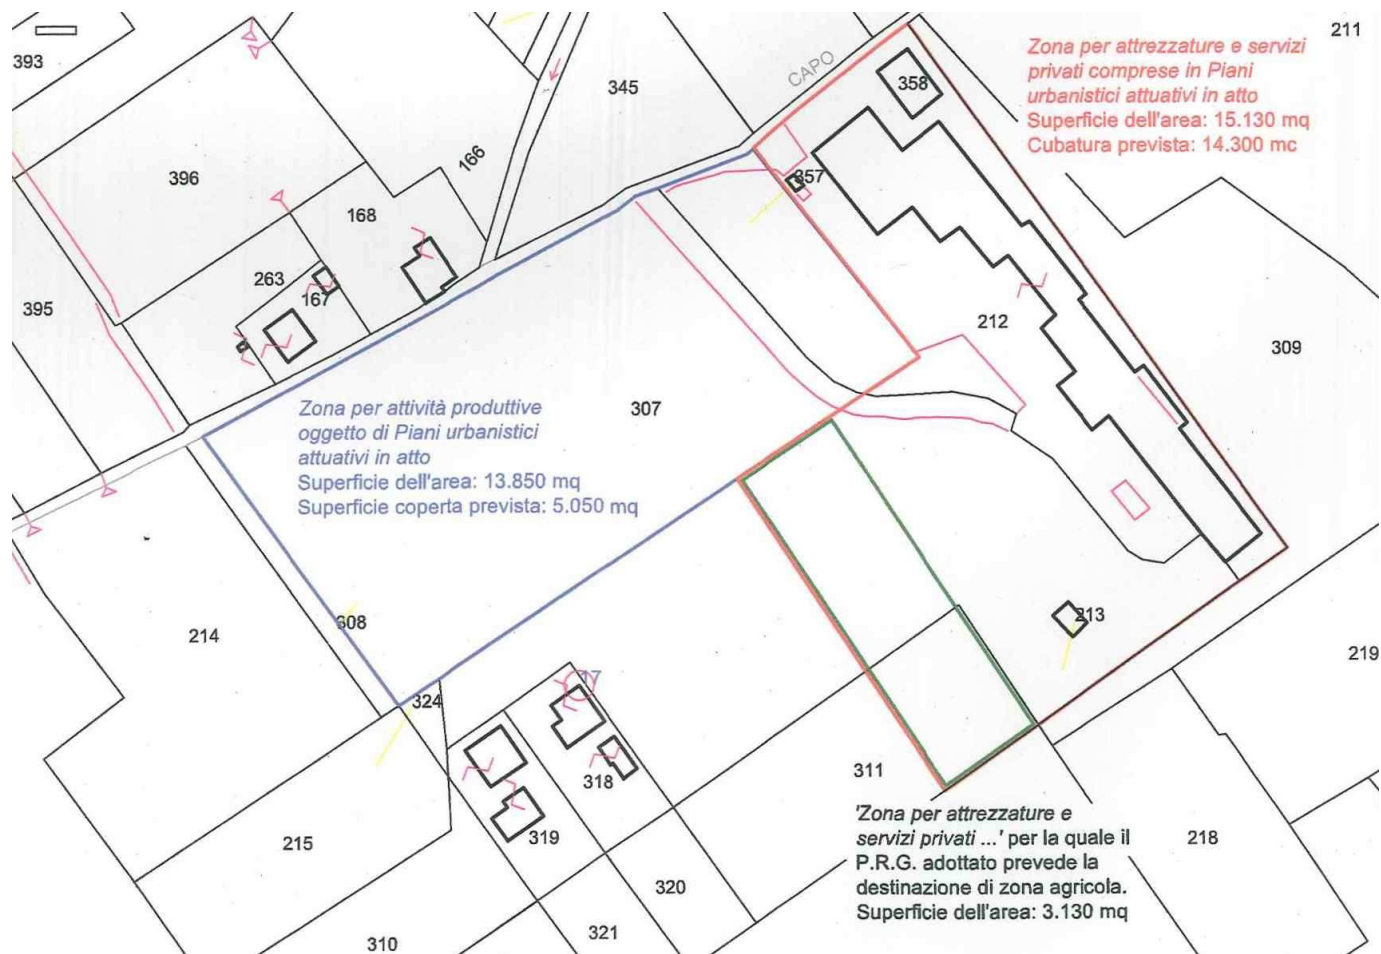 393
211
Zona per attrezzature e servizi
privati comprese in Piani
urbanistici attuativi in atto
Superficie dell'area: 15.130 mq
Cubatura prevista: 14.300 mc
CAPO
358
345
166
396
168
357
263
167
395
212
309
Zona per attività produttive
oggetto di Piani urbanistici
attuativi in atto
Superficie dell'area: 13.850 mq
Superficie coperta prevista: 5.050 mq
307
214
308
213
219
324
17
311
318
'Zona per attrezzature e
servizi privati ...' per la quale il
P.R.G. adottato prevede la
destinazione di zona agricola.
Superficie dell'area: 3.130 mq
215
319
218
320
321
310